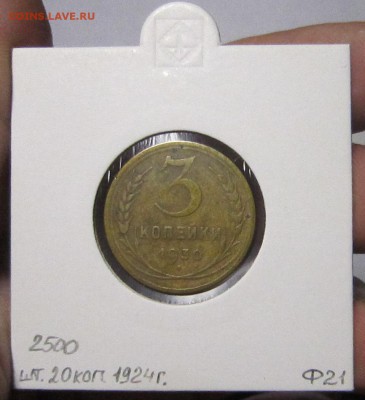 COINS.LAVE.RU
3
КОПЕЙКИ
2500
шт. 20 коп. 1924г.
Ф21